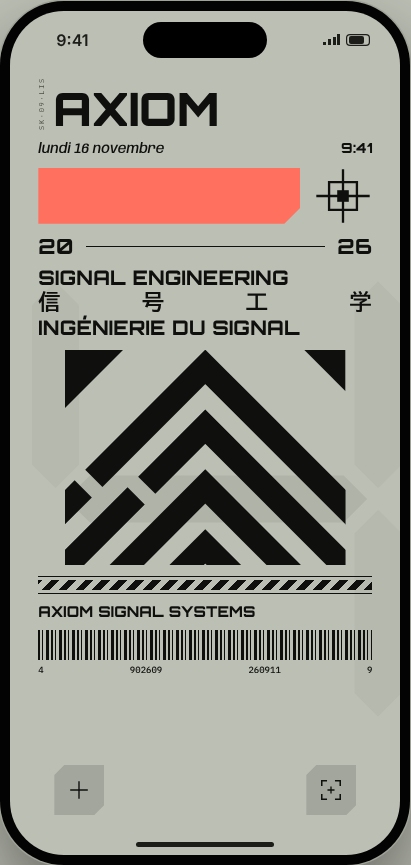 9:41
SK-09-LIS
AXIOM
lundi 16 novembre
9:41
20
26
SIGNAL ENGINEERING
信 号 工 学
INGÉNIERIE DU SIGNAL
AXIOM SIGNAL SYSTEMS
4 902609 260911 9